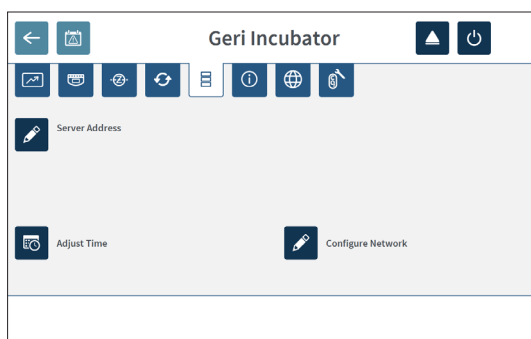 Geri Incubator
Server Address
Adjust Time
Configure Network